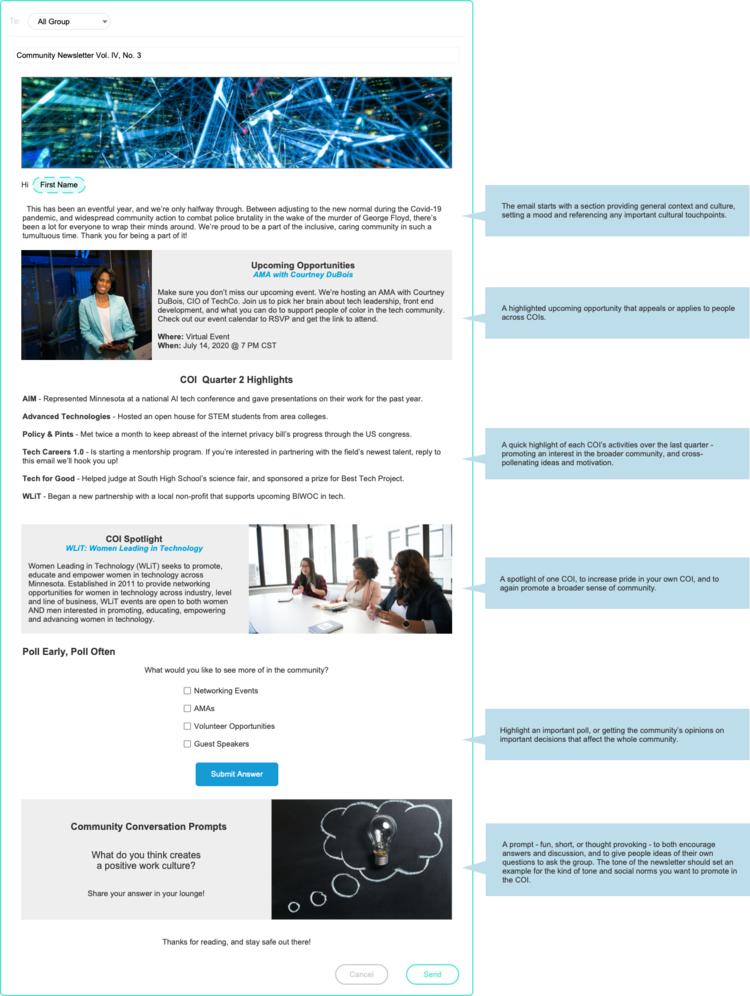 To:
All Group
Community Newsletter Vol. IV, No. 3
Hi First Name
This has been an eventful year, and we're only halfway through. Between adjusting to the new normal during the Covid-19
pandemic, and widespread community action to combat police brutality in the wake of the murder of George Floyd, there's
been a lot for everyone to wrap their minds around. We're proud to be a part of the inclusive, caring community in such a
tumultuous time. Thank you for being a part of it!
The email starts with a section providing general context and culture,
setting a mood and referencing any important cultural touchpoints.
Upcoming Opportunities
AMA with Courtney DuBois
Make sure you don't miss our upcoming event. We're hosting an AMA with Courtney
DuBois, CIO of TechCo. Join us to pick her brain about tech leadership, front end
development, and what you can do to support people of color in the tech community.
Check out our event calendar to RSVP and get the link to attend.
Where: Virtual Event
When: July 14, 2020 @ 7 PM CST
A highlighted upcoming opportunity that appeals or applies to people
across COIs.
COI Quarter 2 Highlights
AIM - Represented Minnesota at a national AI tech conference and gave presentations on their work for the past year.
Advanced Technologies - Hosted an open house for STEM students from area colleges.
Policy & Pints - Met twice a month to keep abreast of the internet privacy bill's progress through the US congress.
Tech Careers 1.0 - Is starting a mentorship program. If you're interested in partnering with the field's newest talent, reply to
this email we'll hook you up!
Tech for Good - Helped judge at South High School's science fair, and sponsored a prize for Best Tech Project.
WLiT - Began a new partnership with a local non-profit that supports upcoming BIWOC in tech.
A quick highlight of each COI's activities over the last quarter -
promoting an interest in the broader community, and cross-
pollenating ideas and motivation.
COI Spotlight
WLiT: Women Leading in Technology
Women Leading in Technology (WLiT) seeks to promote,
educate and empower women in technology across
Minnesota. Established in 2011 to provide networking
opportunities for women in technology across industry, level
and line of business, WLiT events are open to both women
AND men interested in promoting, educating, empowering
and advancing women in technology.
A spotlight of one COI, to increase pride in your own COI, and to
again promote a broader sense of community.
Poll Early, Poll Often
What would you like to see more of in the community?
Networking Events
AMAs
Volunteer Opportunities
Guest Speakers
Submit Answer
Highlight an important poll, or getting the community's opinions on
important decisions that affect the whole community.
Community Conversation Prompts
What do you think creates
a positive work culture?
Share your answer in your lounge!
A prompt - fun, short, or thought provoking - to both encourage
answers and discussion, and to give people ideas of their own
questions to ask the group. The tone of the newsletter should set an
example for the kind of tone and social norms you want to promote in
the COI.
Thanks for reading, and stay safe out there!
Cancel
Send